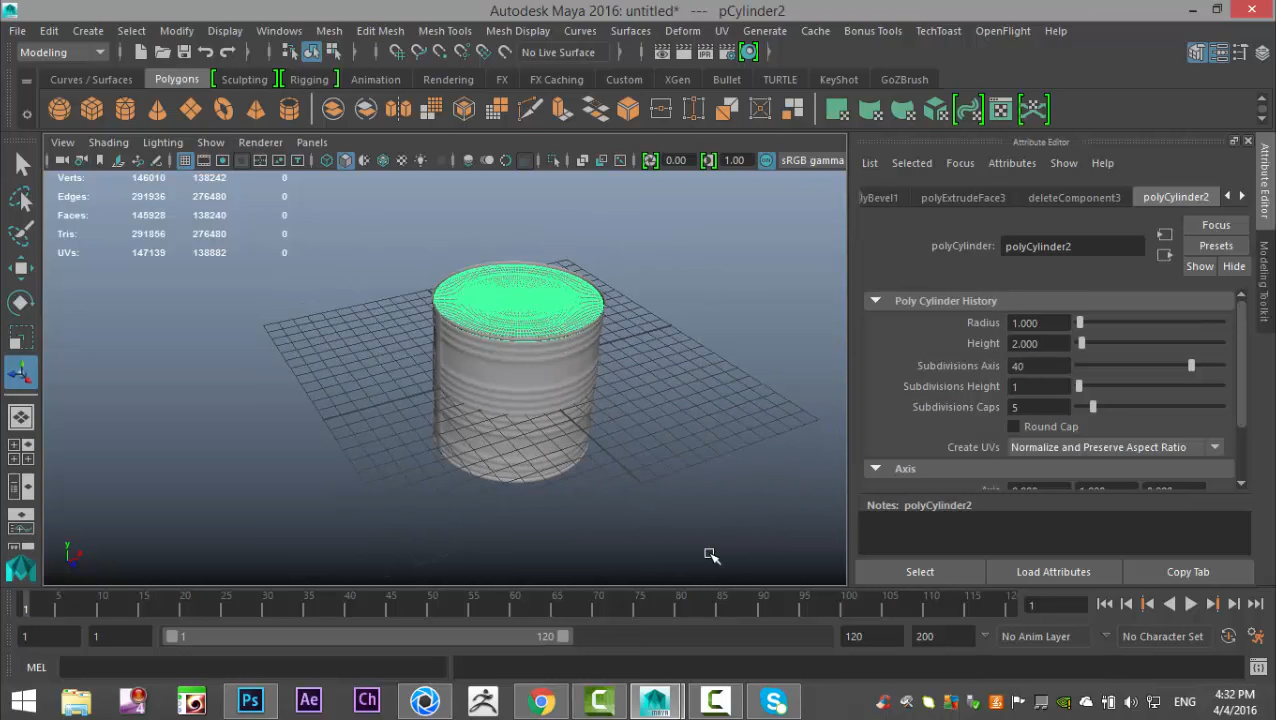 Autodesk Maya 2016: untitled* --- pCylinder2
File Edit Create Select Modify Display Windows Mesh Edit Mesh Mesh Tools Mesh Display Curves Surfaces Deform UV Generate Cache Bonus Tools TechToast OpenFlight Help
Modeling No Live Surface
Curves / Surfaces Polygons Sculpting Rigging Animation Rendering FX FX Caching Custom XGen Bullet TURTLE KeyShot GoZBrush
View Shading Lighting Show Renderer Panels
Attribute Editor
0.00 1.00 sRGB gamma
List Selected Focus Attributes Show Help
Verts: 146010 138242 0
Edges: 291936 276480 0
Faces: 145928 138240 0
Tris: 291856 276480 0
UVs: 147139 138882 0
lyBevel1 polyExtrudeFace3 deleteComponent3 polyCylinder2
Focus
polyCylinder: polyCylinder2 Presets
Show Hide
Attribute Editor
Modeling Toolkit
Poly Cylinder History
Radius 1.000
Height 2.000
Subdivisions Axis 40
Subdivisions Height 1
Subdivisions Caps 5
Round Cap
Create UVs Normalize and Preserve Aspect Ratio
Axis
Notes: polyCylinder2
Select Load Attributes Copy Tab
y
x
5 10 15 20 25 30 35 40 45 50 55 60 65 70 75 80 85 90 95 100 105 110 115 120
1 1
1 1 1 120 120 200 No Anim Layer No Character Set
MEL
Ps Ae Ch MAYA ENG
4:32 PM
4/4/2016